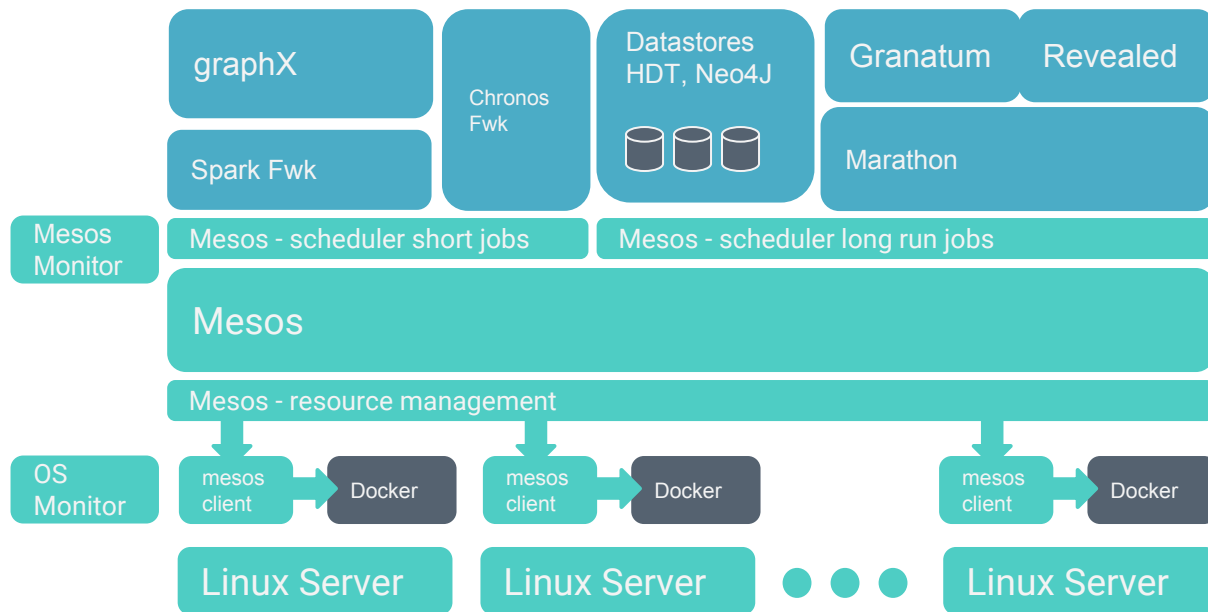 graphX
Chronos
Fwk
Datastores
HDT, Neo4J
Granatum
Revealed
Spark Fwk
Marathon
Mesos
Monitor
Mesos - scheduler short jobs
Mesos - scheduler long run jobs
Mesos
Mesos - resource management
OS
Monitor
mesos
client
Docker
mesos
client
Docker
mesos
client
Docker
Linux Server
Linux Server
Linux Server